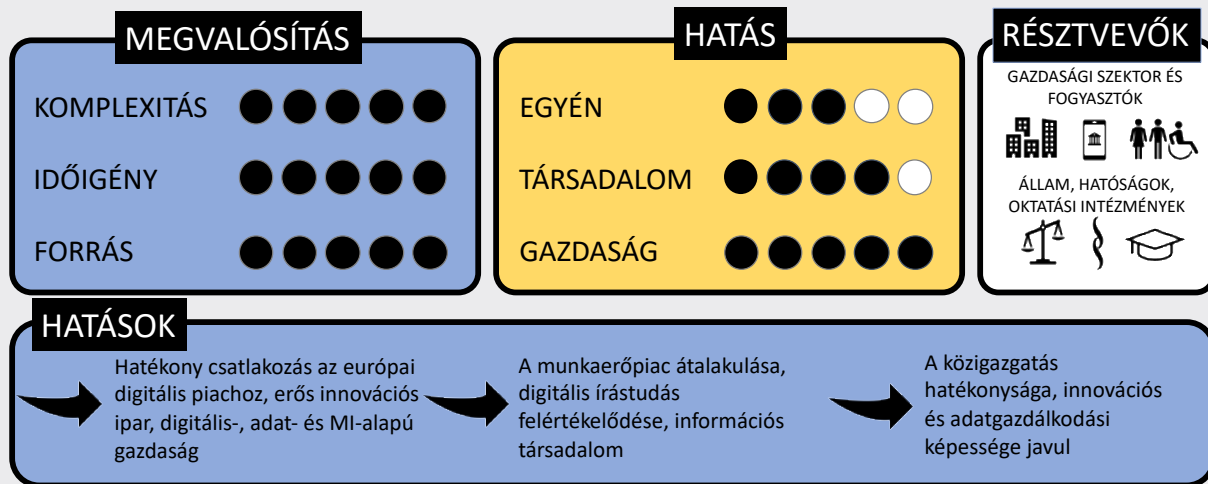 MEGVALÓSÍTÁS
KOMPLEXITÁS
IDŐIGÉNY
FORRÁS
HATÁS
EGYÉN
TÁRSADALOM
GAZDASÁG
RÉSZTVEVŐK
GAZDASÁGI SZEKTOR ÉS
FOGYASZTÓK
ÁLLAM, HATÓSÁGOK,
OKTATÁSI INTÉZMÉNYEK
HATÁSOK
Hatékony csatlakozás az európai
digitális piachoz, erős innovációs
ipar, digitális-, adat- és MI-alapú
gazdaság
A munkaerőpiac átalakulása,
digitális írástudás
felértékelődése, információs
társadalom
A közigazgatás
hatékonysága, innovációs
és adatgazdálkodási
képessége javul